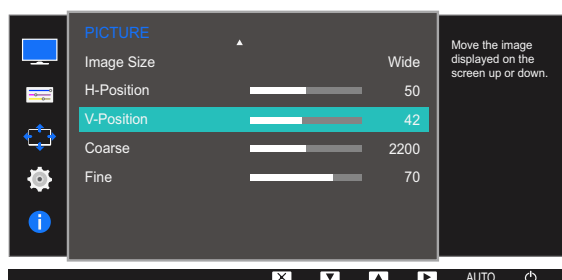 PICTURE
Image Size Wide
H-Position 50
V-Position 42
Coarse 2200
Fine 70
Move the image
displayed on the
screen up or down.
AUTO